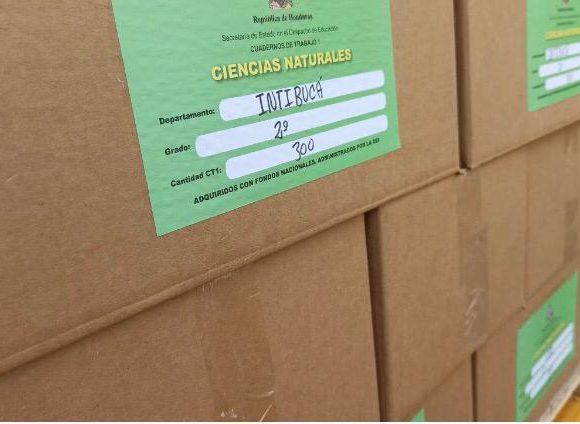 República de Honduras
Secretaría de Estado en el Despacho de Educación
CUADERNOS DE TRABAJO 1
CIENCIAS NATURALES
Departamento: INTIBUCÁ
Grado: 2º
Cantidad CT1: 300
ADQUIRIDOS CON FONDOS NACIONALES, ADMINISTRADOS POR LA OEI